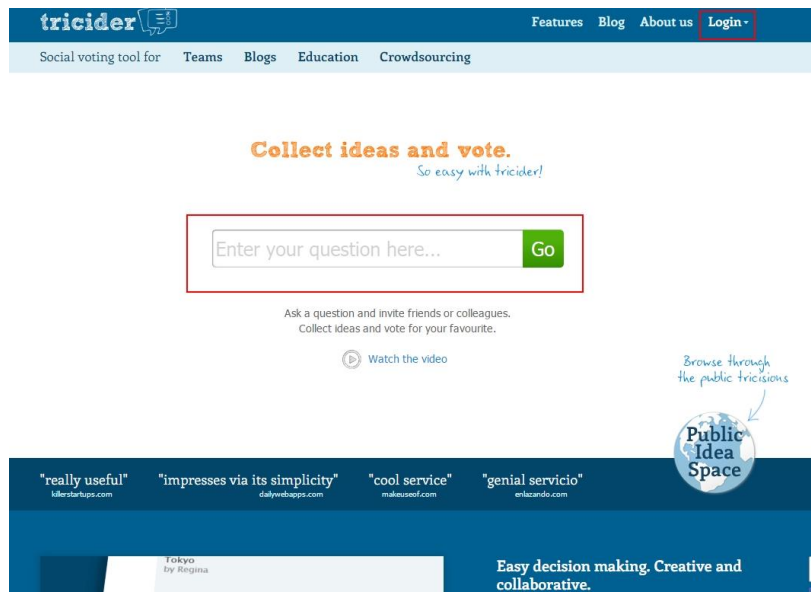 tricider
Features Blog About us Login
Social voting tool for Teams Blogs Education Crowdsourcing
Collect ideas and vote.
So easy with tricider!
Enter your question here... Go
Ask a question and invite friends or colleagues.
Collect ideas and vote for your favourite.
Watch the video
Browse through
the public tricisions
Public
Idea
Space
"really useful" "impresses via its simplicity" "cool service" "genial servicio"
killerstartups.com dailywebapps.com makeuseof.com enlazando.com
Tokyo
by Regina
Easy decision making. Creative and
collaborative.